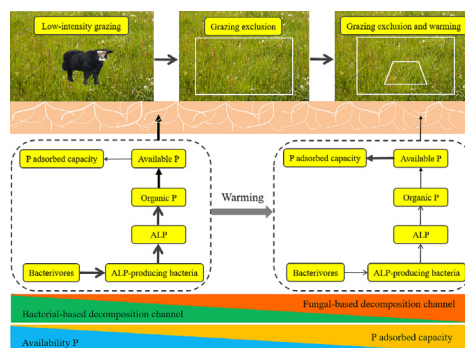 Low-intensity grazing
Grazing exclusion
Grazing exclusion and warming
P adsorbed capacity
Available P
Organic P
ALP
Bacterivores
ALP-producing bacteria
Warming
P adsorbed capacity
Available P
Organic P
ALP
Bacterivores
ALP-producing bacteria
Fungal-based decomposition channel
Bacterial-based decomposition channel
P adsorbed capacity
Availability P